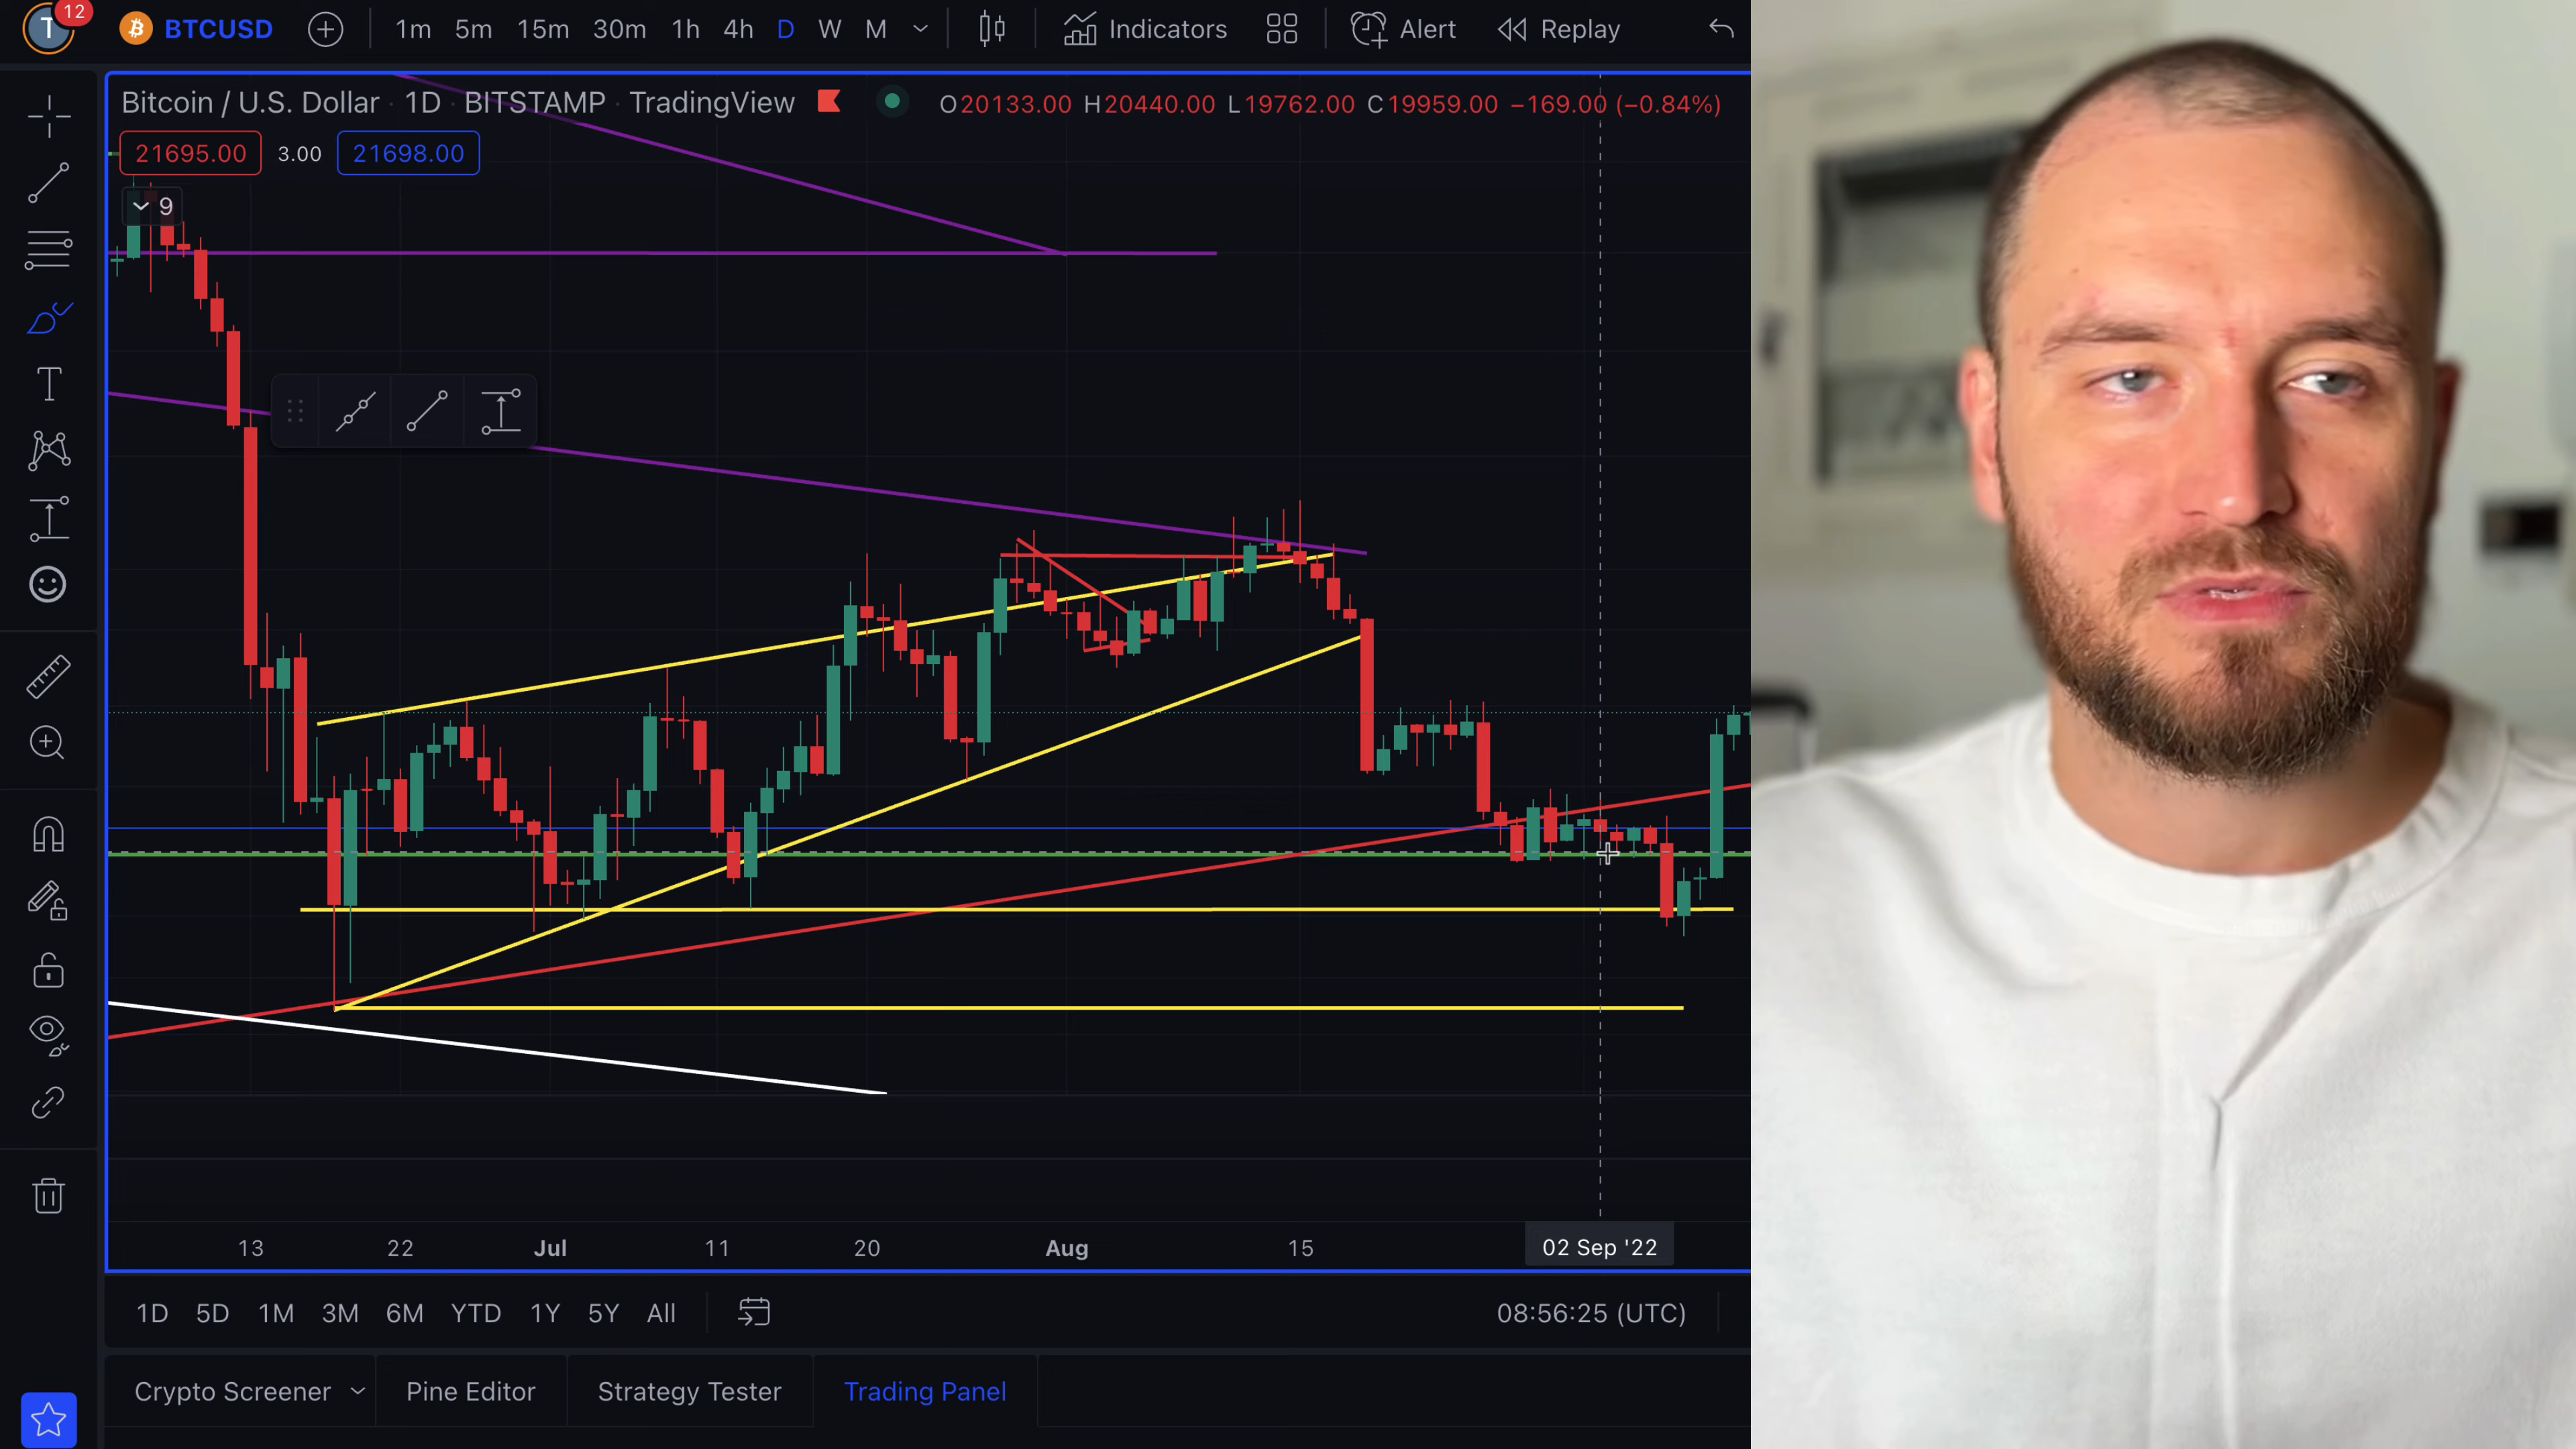 T 12 BTCUSD 1m 5m 15m 30m 1h 4h D W M Indicators Alert Replay
Bitcoin / U.S. Dollar · 1D · BITSTAMP · TradingView O20133.00 H20440.00 L19762.00 C19959.00 −169.00 (−0.84%)
21695.00 3.00 21698.00
9
T
13 22 Jul 11 20 Aug 15 02 Sep '22
1D 5D 1M 3M 6M YTD 1Y 5Y All 08:56:25 (UTC)
Crypto Screener Pine Editor Strategy Tester Trading Panel